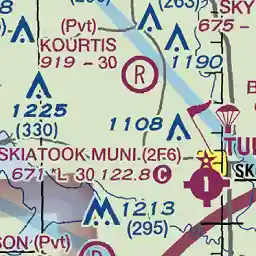 (263)
SKY
(Pvt)
675 -
KOURTIS
919 - 30
R
1190
1225
(330)
1108
SKIATOOK MUNI (2F6)
671 *L 30 122.8 C
1
1213
(295)
SON (Pvt)
R